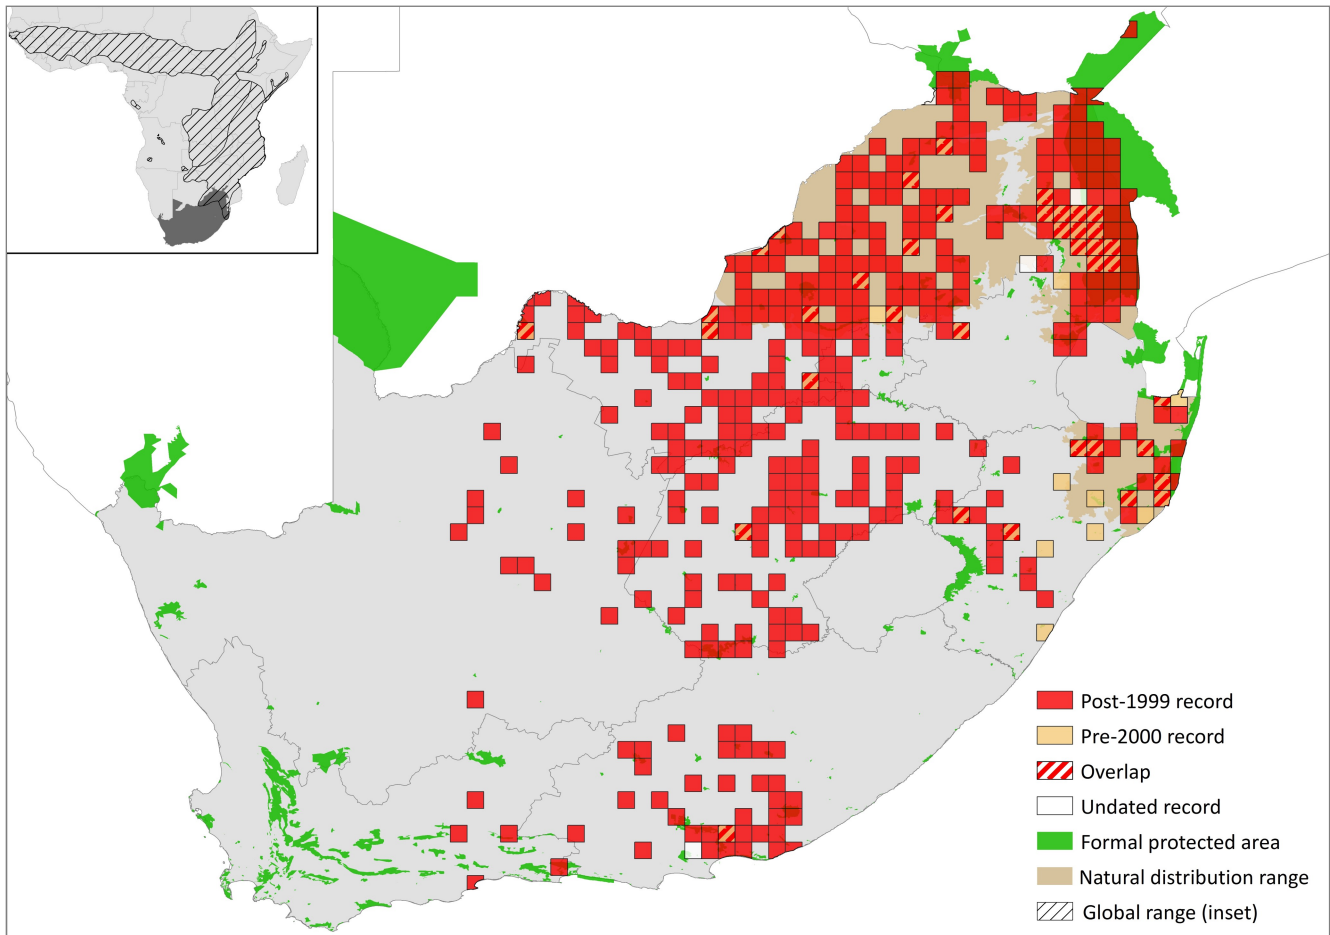 Post-1999 record
Pre-2000 record
Overlap
Undated record
Formal protected area
Natural distribution range
Global range (inset)